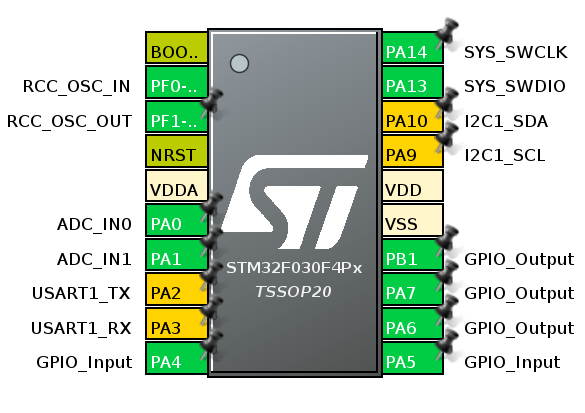 BOO..
PA14
SYS_SWCLK
RCC_OSC_IN
PF0-..
PA13
SYS_SWDIO
RCC_OSC_OUT
PF1-..
PA10
I2C1_SDA
NRST
PA9
I2C1_SCL
VDDA
VDD
ADC_IN0
PA0
VSS
ADC_IN1
PA1
STM32F030F4Px
PB1
GPIO_Output
USART1_TX
PA2
TSSOP20
PA7
GPIO_Output
USART1_RX
PA3
PA6
GPIO_Output
GPIO_Input
PA4
PA5
GPIO_Input